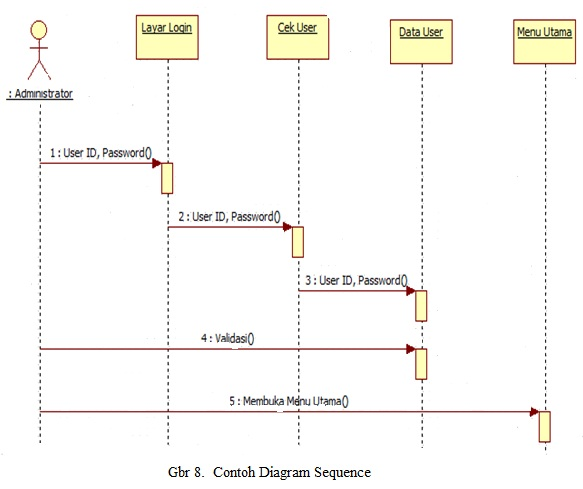 Layar Login
Cek User
Data User
Menu Utama
: Administrator
1 : User ID, Password()
2 : User ID, Password()
3 : User ID, Password()
4 : Validasi()
5 : Membuka Menu Utama()
Gbr 8. Contoh Diagram Sequence